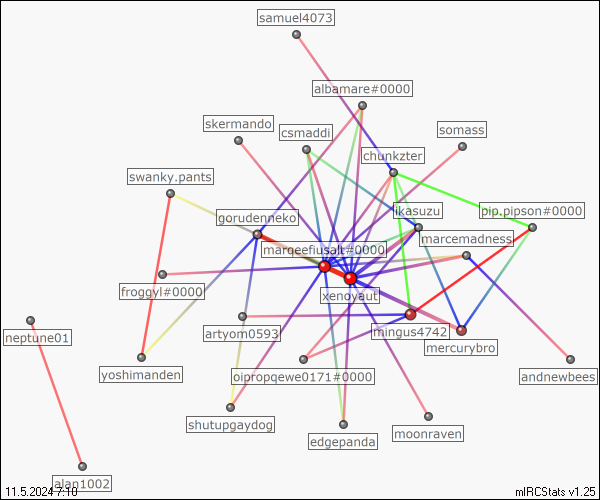 samuel4073
albamare#0000
skermando
csmaddi
somass
chunkzter
swanky.pants
gorudenneko
ikasuzu
pip.pipson#0000
marqeefiusalt#0000
marcemadness
froggyl#0000
xenoyaut
neptune01
artyom0593
mingus4742
mercurybro
yoshimanden
oipropqewe0171#0000
andnewbees
shutupgaydog
edgepanda
moonraven
alan1002
11.5.2024 7:10
mIRCStats v1.25